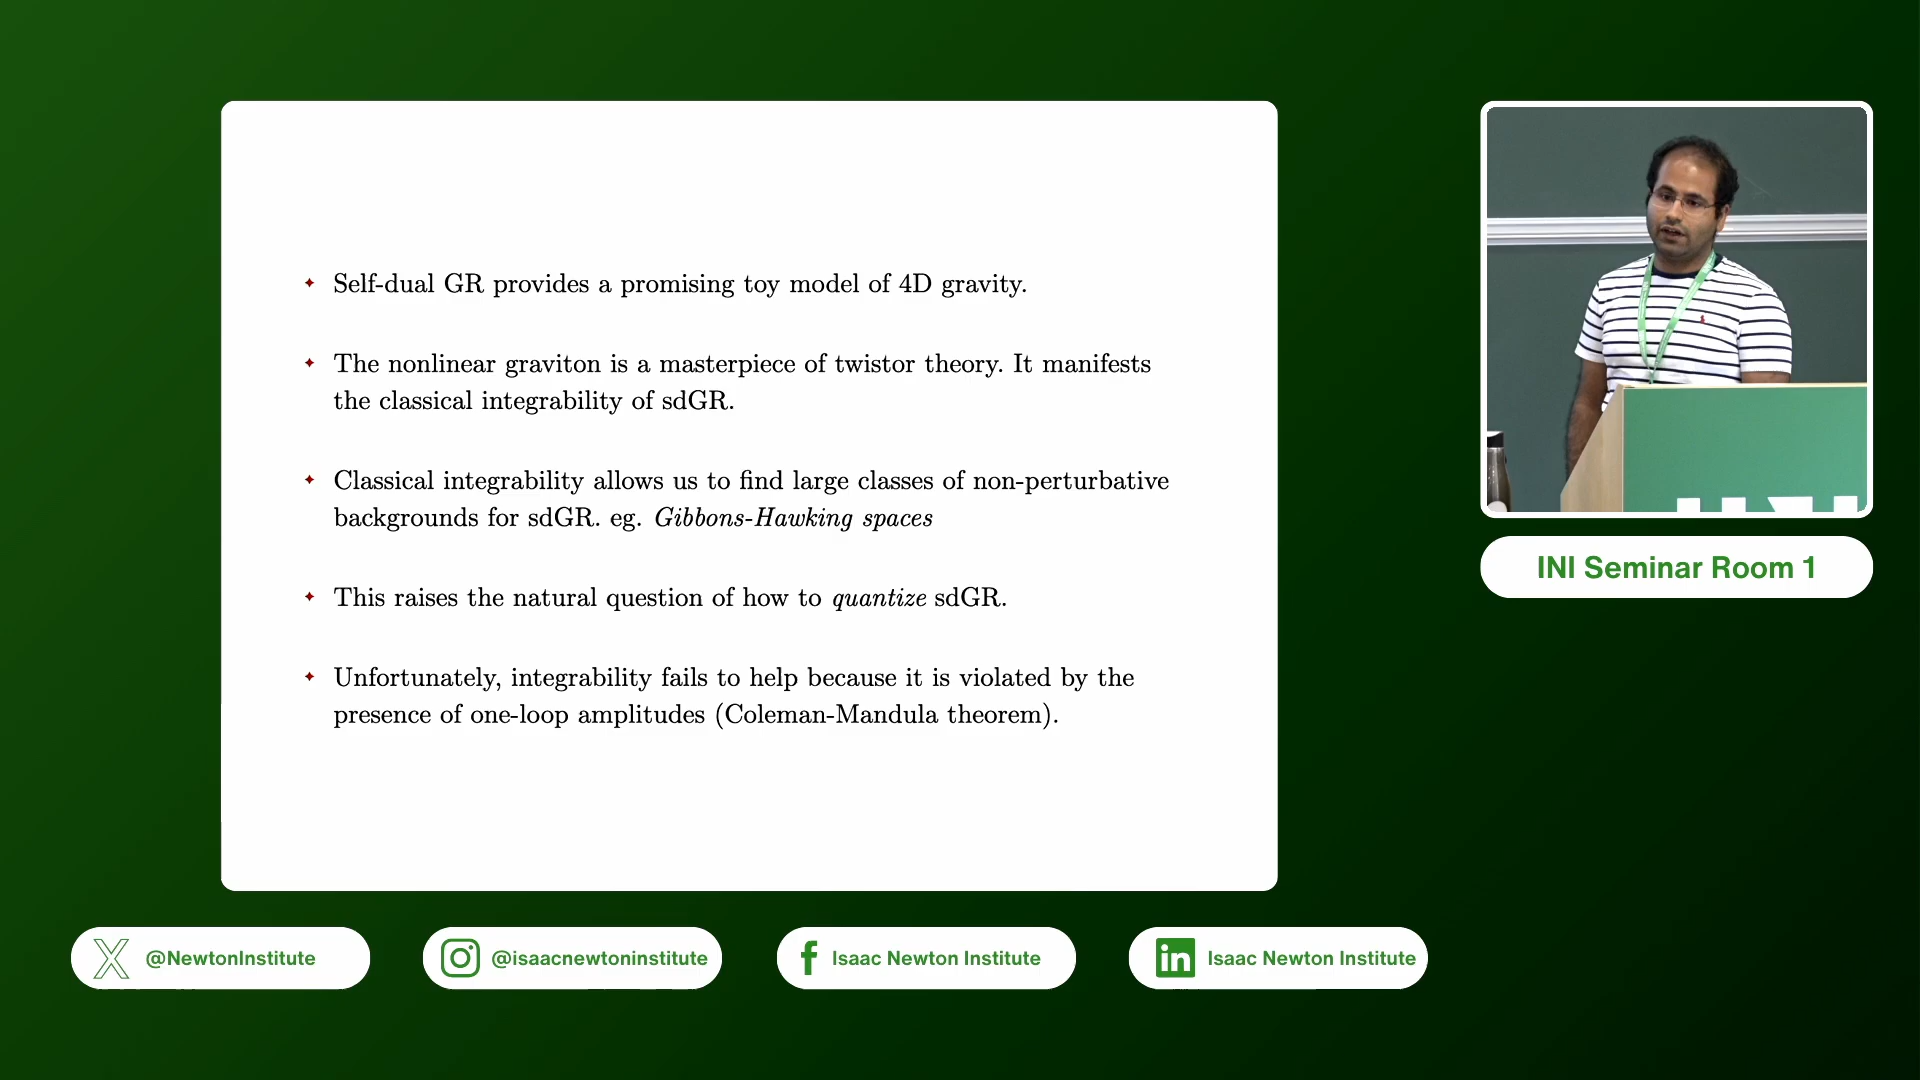 Self-dual GR provides a promising toy model of 4D gravity.
The nonlinear graviton is a masterpiece of twistor theory. It manifests
the classical integrability of sdGR.
Classical integrability allows us to find large classes of non-perturbative
backgrounds for sdGR. eg. Gibbons-Hawking spaces
This raises the natural question of how to quantize sdGR.
Unfortunately, integrability fails to help because it is violated by the
presence of one-loop amplitudes (Coleman-Mandula theorem).
INI Seminar Room 1
@NewtonInstitute
@isaacnewtoninstitute
Isaac Newton Institute
Isaac Newton Institute